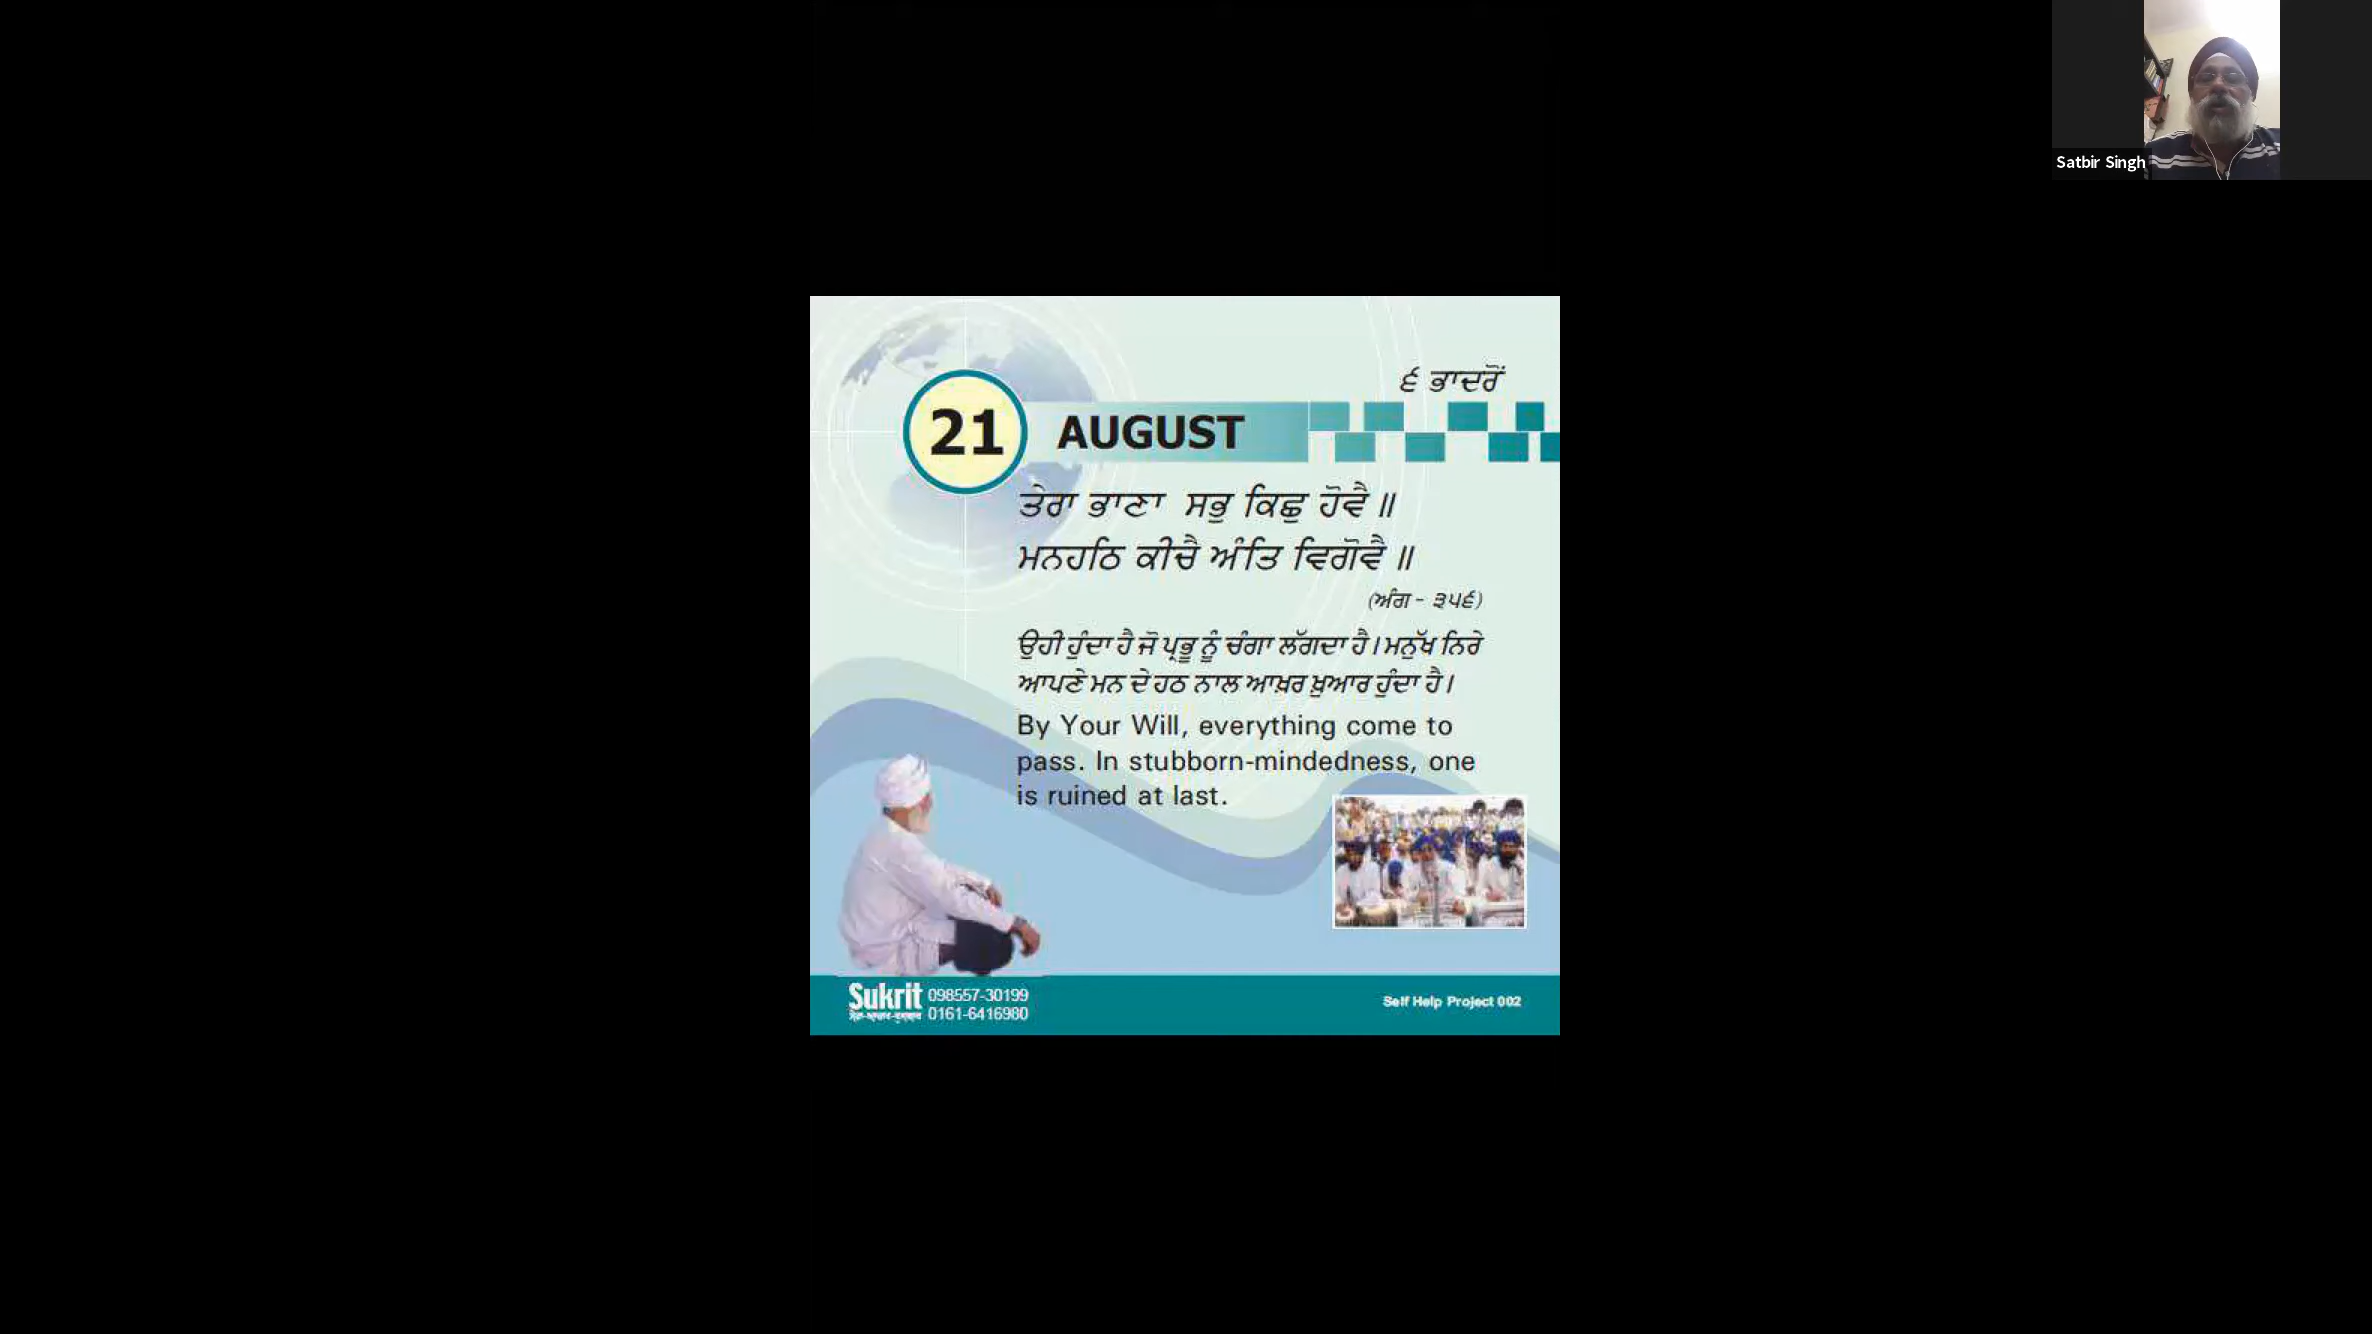 Satbir Singh
੬ ਭਾਦਰੋਂ
21 AUGUST
ਤੇਰਾ ਭਾਣਾ ਸਭੁ ਕਿਛੁ ਹੋਵੈ ॥
ਮਨਹਠਿ ਕੀਚੈ ਅੰਤਿ ਵਿਗੋਵੈ ॥
(ਅੰਗ - ੩੫੬)
ਉਹੀ ਹੁੰਦਾ ਹੈ ਜੋ ਪ੍ਰਭੂ ਨੂੰ ਚੰਗਾ ਲੱਗਦਾ ਹੈ। ਮਨੁੱਖ ਨਿਰੇ
ਆਪਣੇ ਮਨ ਦੇ ਹਠ ਨਾਲ ਆਖ਼ਰ ਖ਼ੁਆਰ ਹੁੰਦਾ ਹੈ।
By Your Will, everything come to
pass. In stubborn-mindedness, one
is ruined at last.
Sukrit 098557-30199
0161-6416980
Self Help Project 002